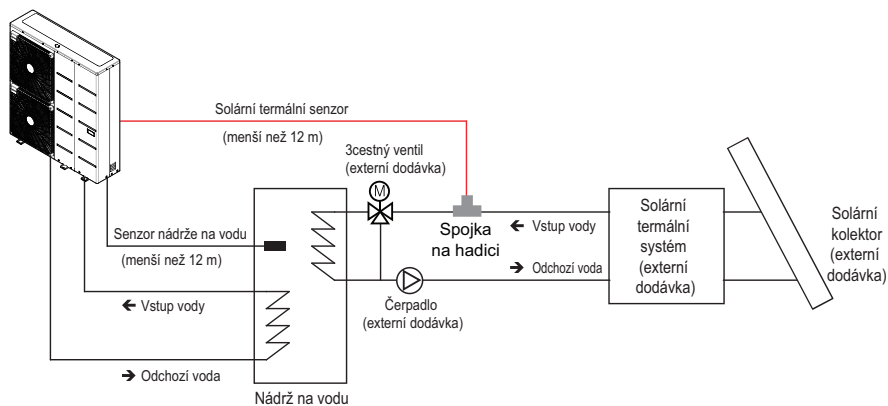 Solární termální senzor
(menší než 12 m)
3cestný ventil
(externí dodávka)
M
Spojka
na hadici
Vstup vody
Odchozí voda
Solární
termální
systém
(externí
dodávka)
Solární
kolektor
(externí
dodávka)
Senzor nádrže na vodu
(menší než 12 m)
Vstup vody
Čerpadlo
(externí dodávka)
Odchozí voda
Nádrž na vodu